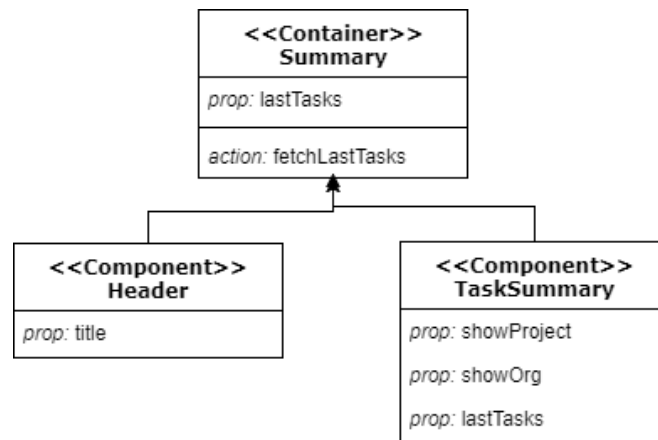 <<Container>>
Summary
prop: lastTasks
action: fetchLastTasks
<<Component>>
Header
prop: title
<<Component>>
TaskSummary
prop: showProject
prop: showOrg
prop: lastTasks